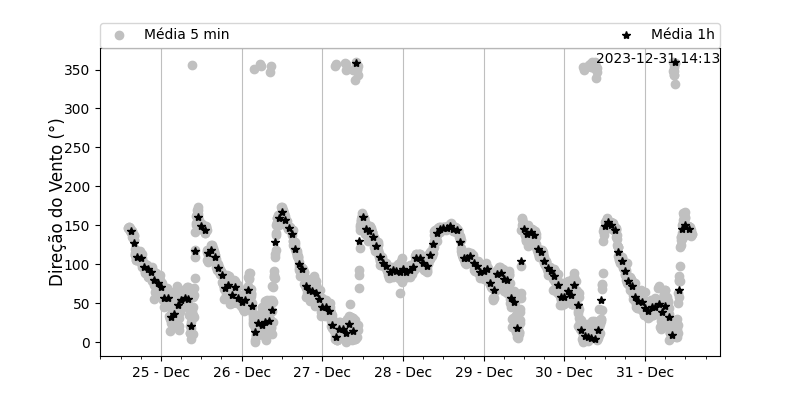 Média 5 min
Média 1h
2023-12-31 14:13
Direção do Vento (°)
350
300
250
200
150
100
50
0
25 - Dec
26 - Dec
27 - Dec
28 - Dec
29 - Dec
30 - Dec
31 - Dec